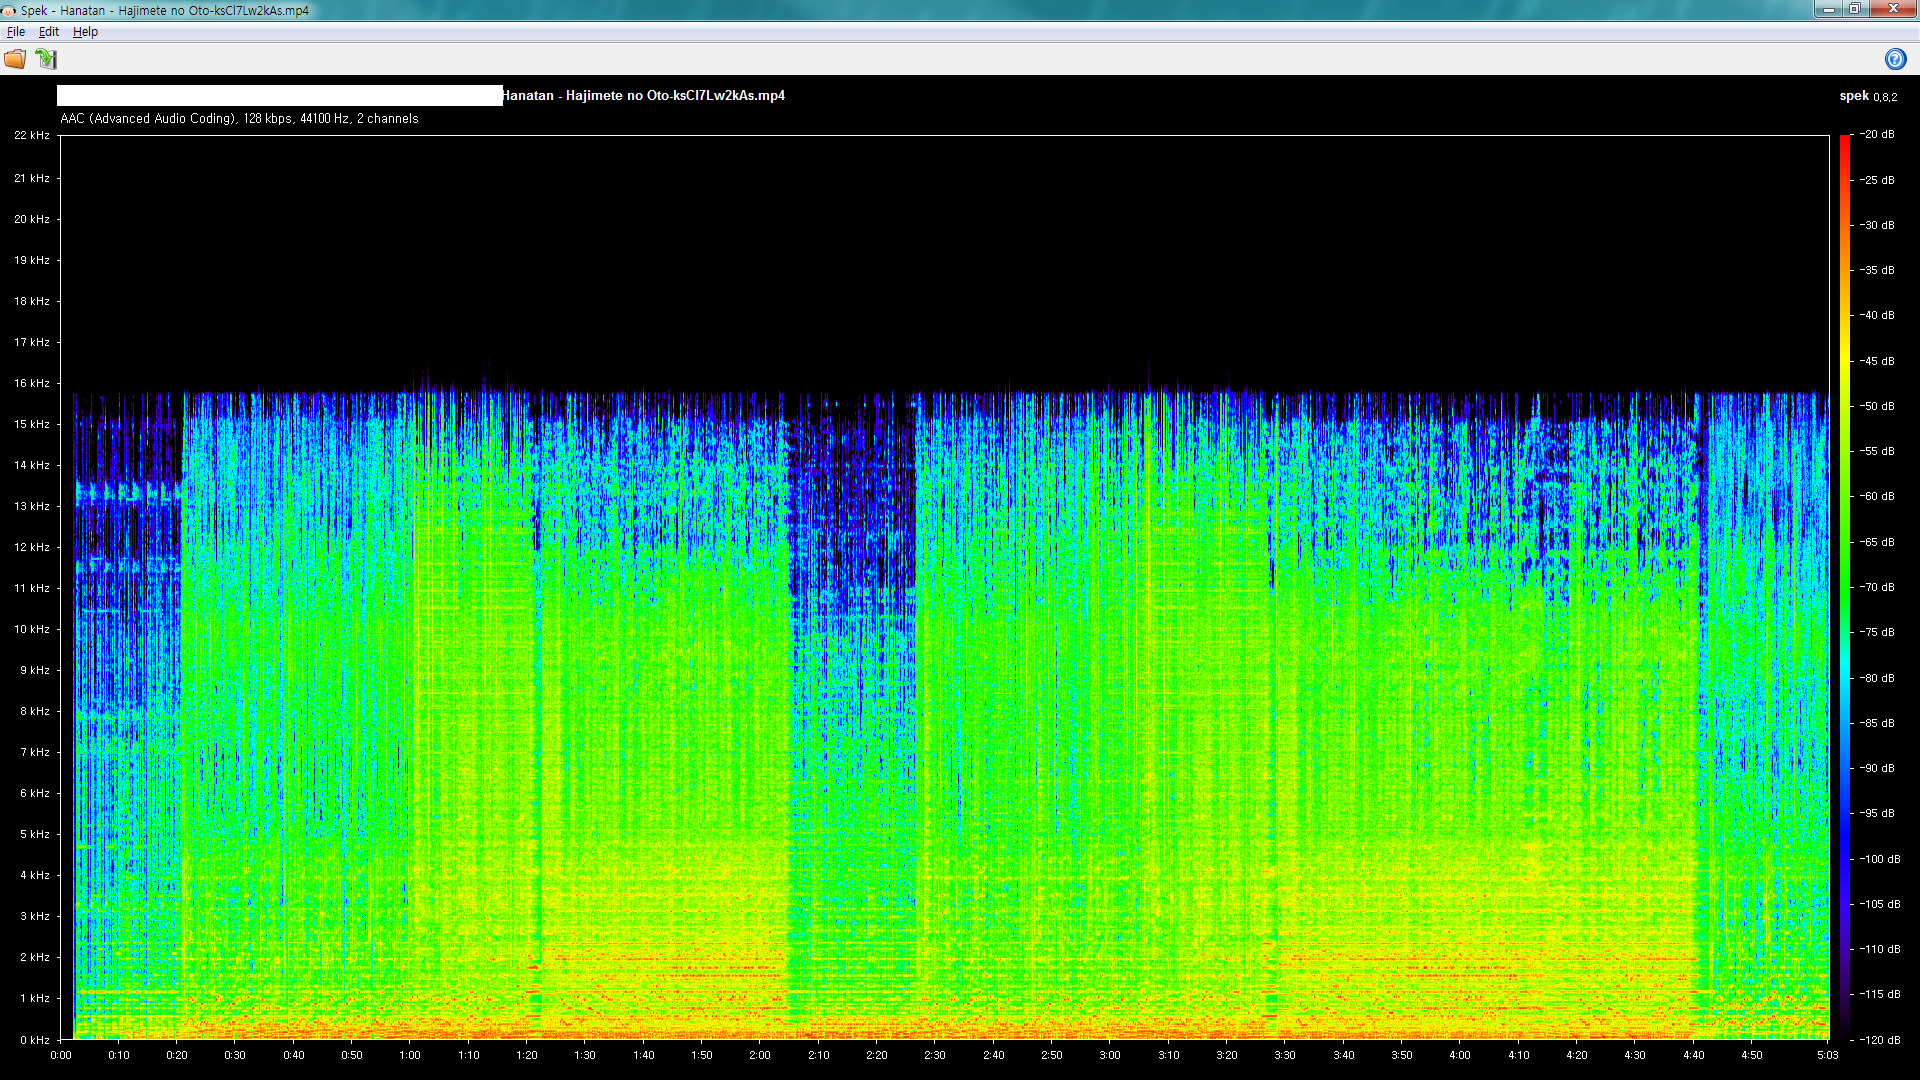 Spek - Hanatan - Hajimete no Oto-ksCl7Lw2kAs.mp4
File Edit Help
Hanatan - Hajimete no Oto-ksCl7Lw2kAs.mp4
spek 0.8.2
AAC (Advanced Audio Coding), 128 kbps, 44100 Hz, 2 channels
22 kHz
21 kHz
20 kHz
19 kHz
18 kHz
17 kHz
16 kHz
15 kHz
14 kHz
13 kHz
12 kHz
11 kHz
10 kHz
9 kHz
8 kHz
7 kHz
6 kHz
5 kHz
4 kHz
3 kHz
2 kHz
1 kHz
0 kHz
0:00 0:10 0:20 0:30 0:40 0:50 1:00 1:10 1:20 1:30 1:40 1:50 2:00 2:10 2:20 2:30 2:40 2:50 3:00 3:10 3:20 3:30 3:40 3:50 4:00 4:10 4:20 4:30 4:40 4:50 5:03
-20 dB
-25 dB
-30 dB
-35 dB
-40 dB
-45 dB
-50 dB
-55 dB
-60 dB
-65 dB
-70 dB
-75 dB
-80 dB
-85 dB
-90 dB
-95 dB
-100 dB
-105 dB
-110 dB
-115 dB
-120 dB